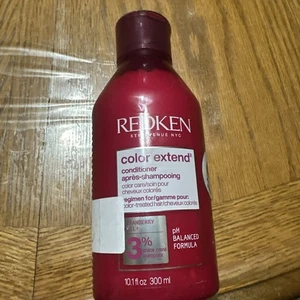 REDKEN
5TH AVENUE NYC
color extend®
conditioner
après-shampooing
color care/soin pour
cheveux colorés
regimen for/gamme pour:
color-treated hair/cheveux colorés
3%
pH
BALANCED
FORMULA
10.1 fl.oz 300 ml